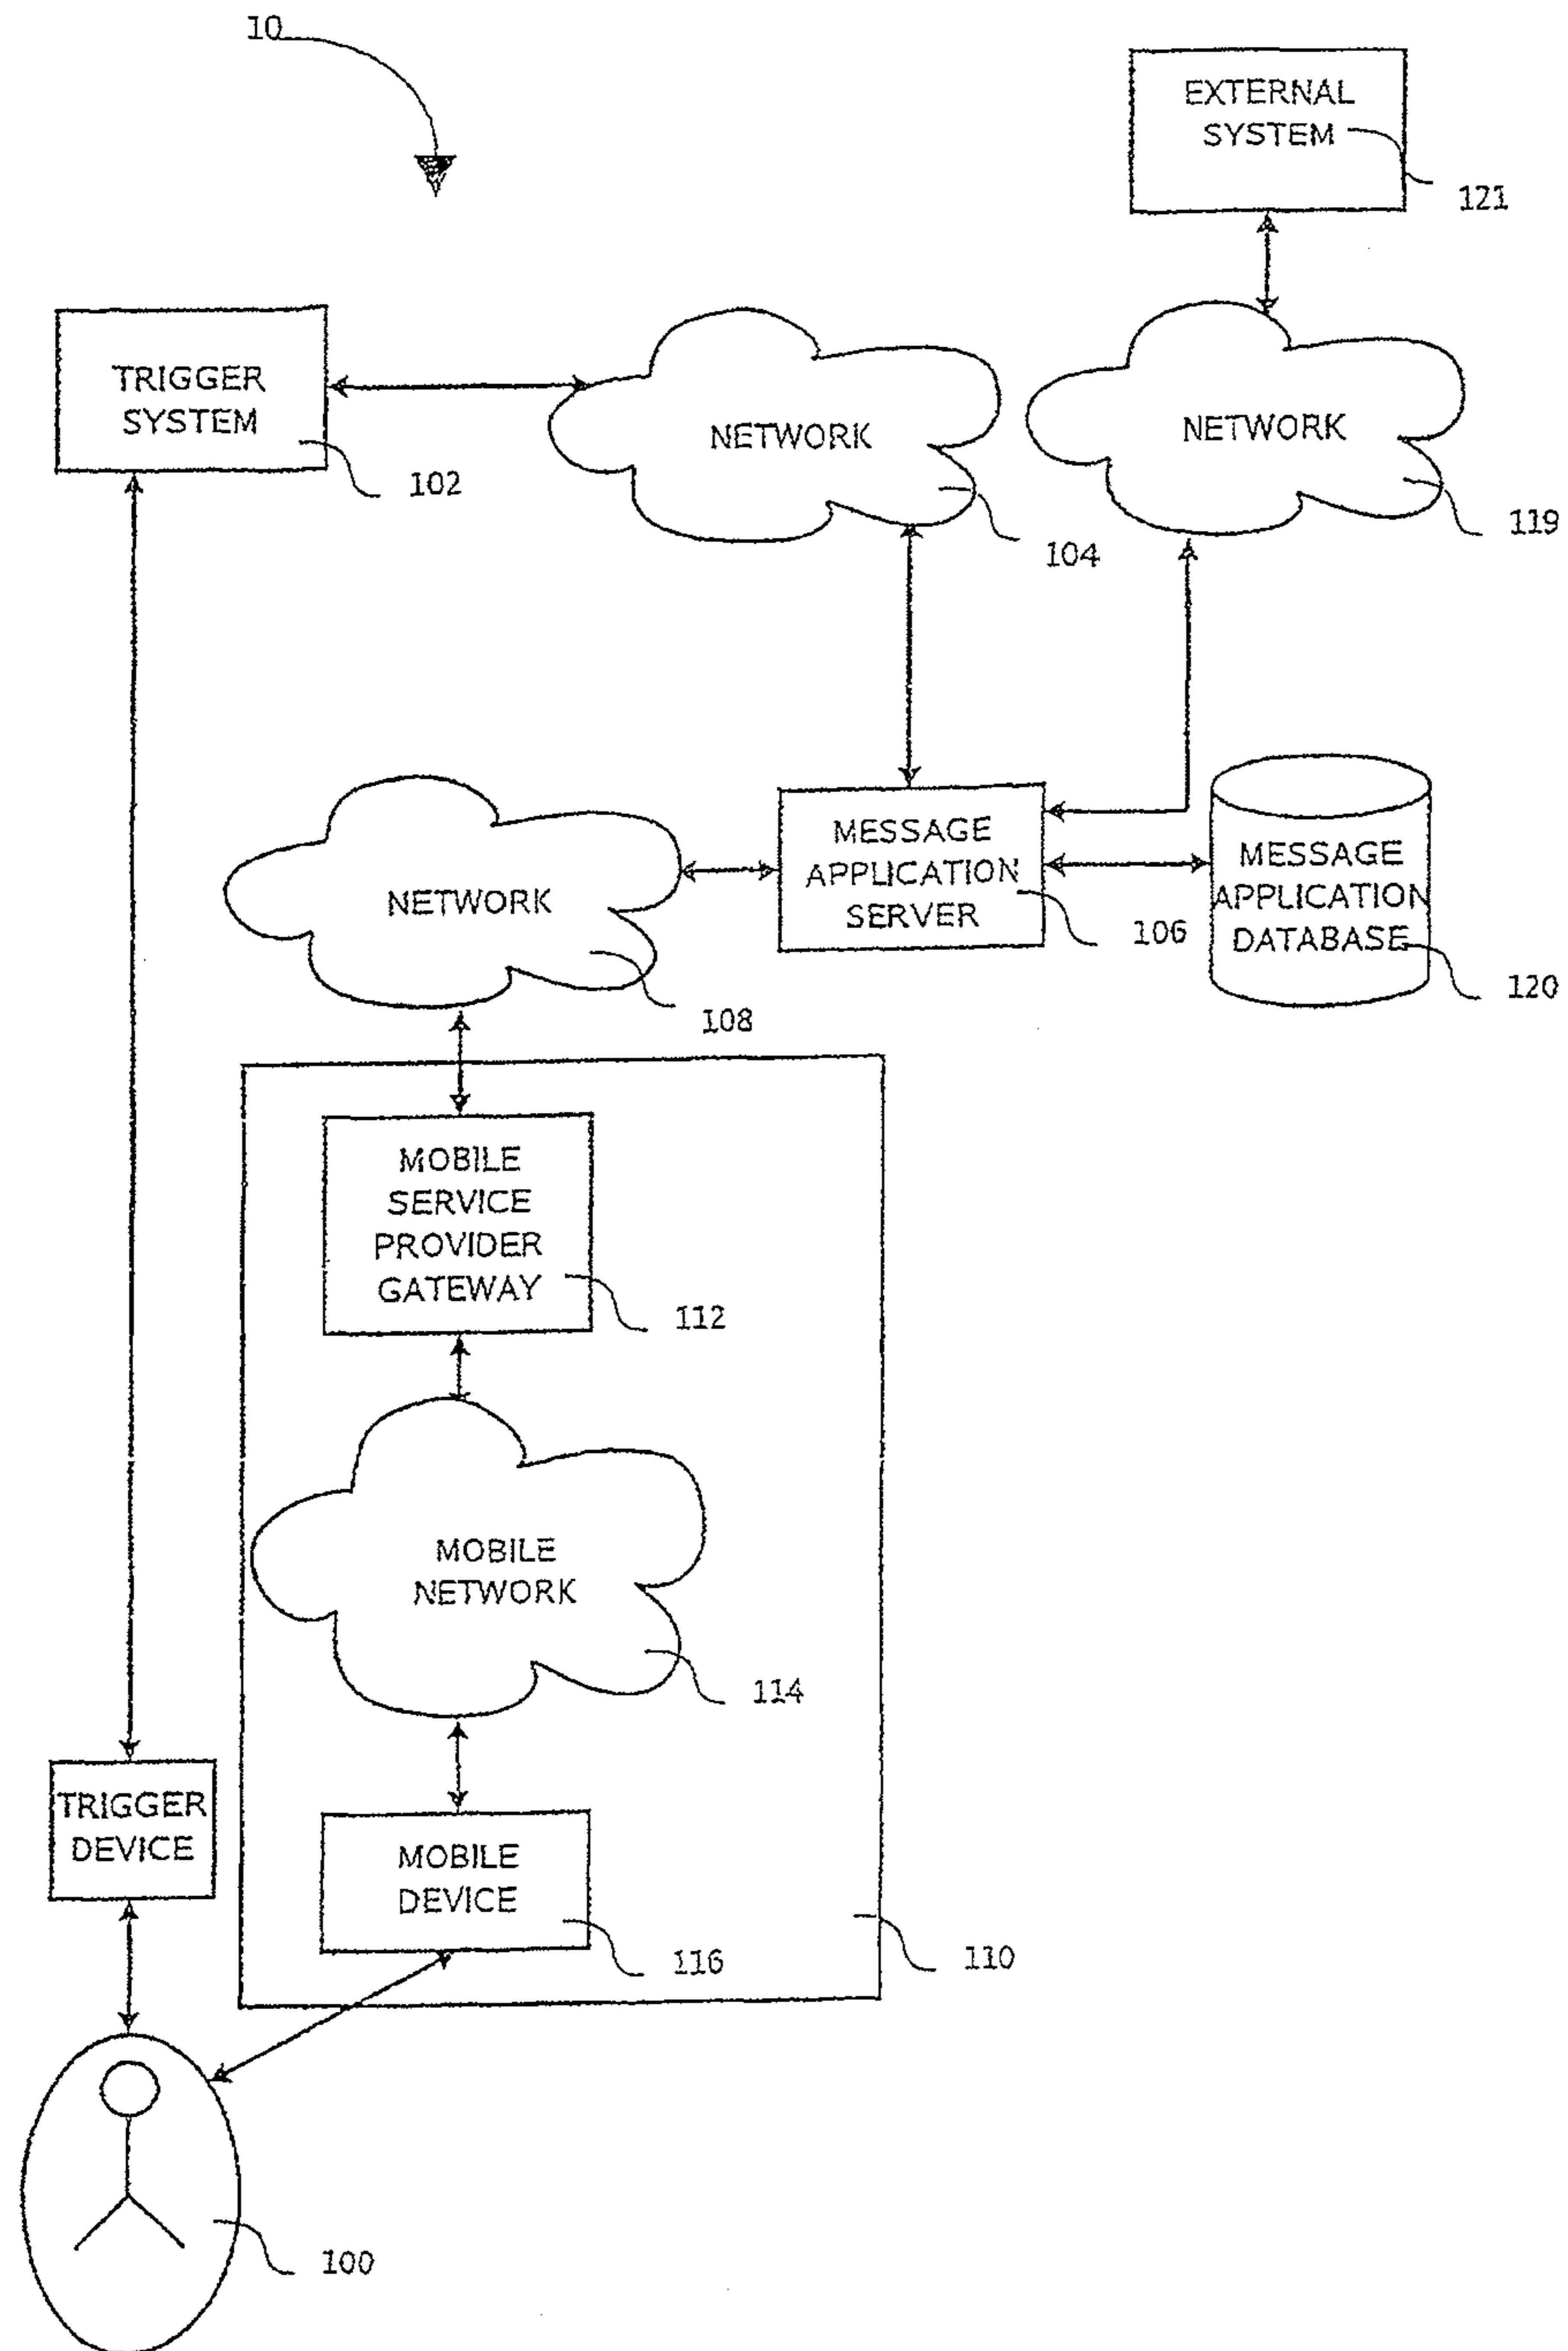 10
EXTERNAL
SYSTEM
121
TRIGGER
SYSTEM
102
NETWORK
104
NETWORK
119
MESSAGE
APPLICATION
SERVER
106
MESSAGE
APPLICATION
DATABASE
120
NETWORK
108
MOBILE
SERVICE
PROVIDER
GATEWAY
112
MOBILE
NETWORK
114
TRIGGER
DEVICE
MOBILE
DEVICE
116
110
100